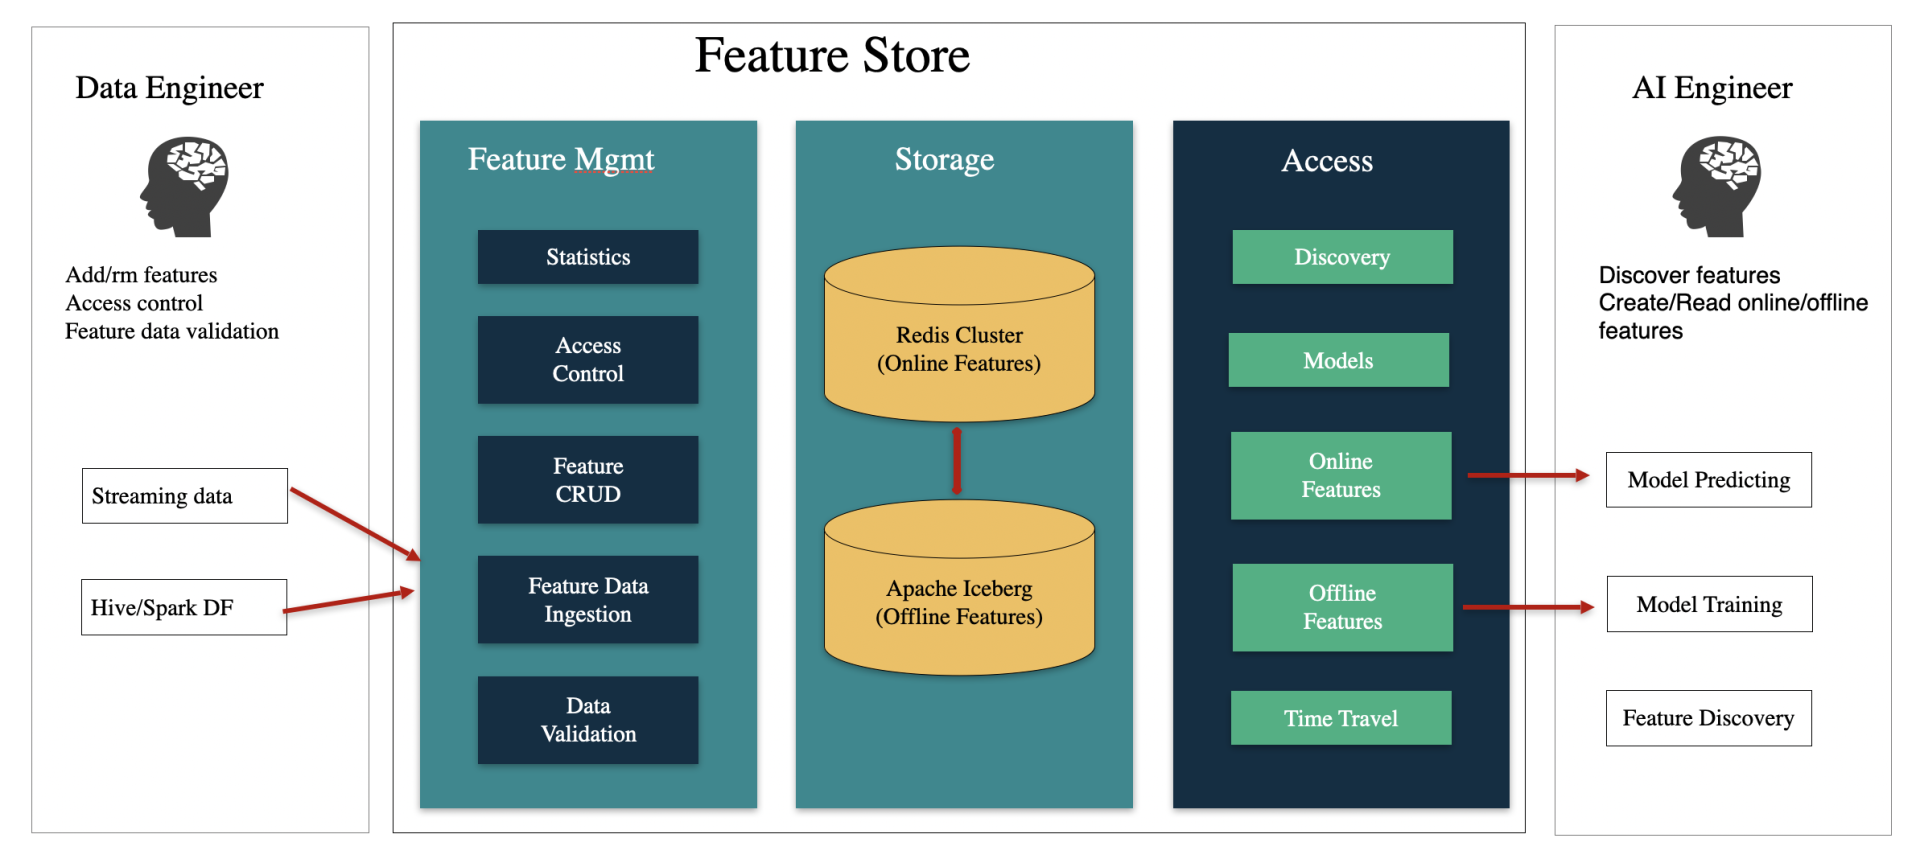 Feature Store
Data Engineer
Add/rm features
Access control
Feature data validation
Streaming data
Hive/Spark DF
Feature Mgmt
Statistics
Access
Control
Feature
CRUD
Feature Data
Ingestion
Data
Validation
Storage
Redis Cluster
(Online Features)
Apache Iceberg
(Offline Features)
Access
Discovery
Models
Online
Features
Offline
Features
Time Travel
AI Engineer
Discover features
Create/Read online/offline
features
Model Predicting
Model Training
Feature Discovery